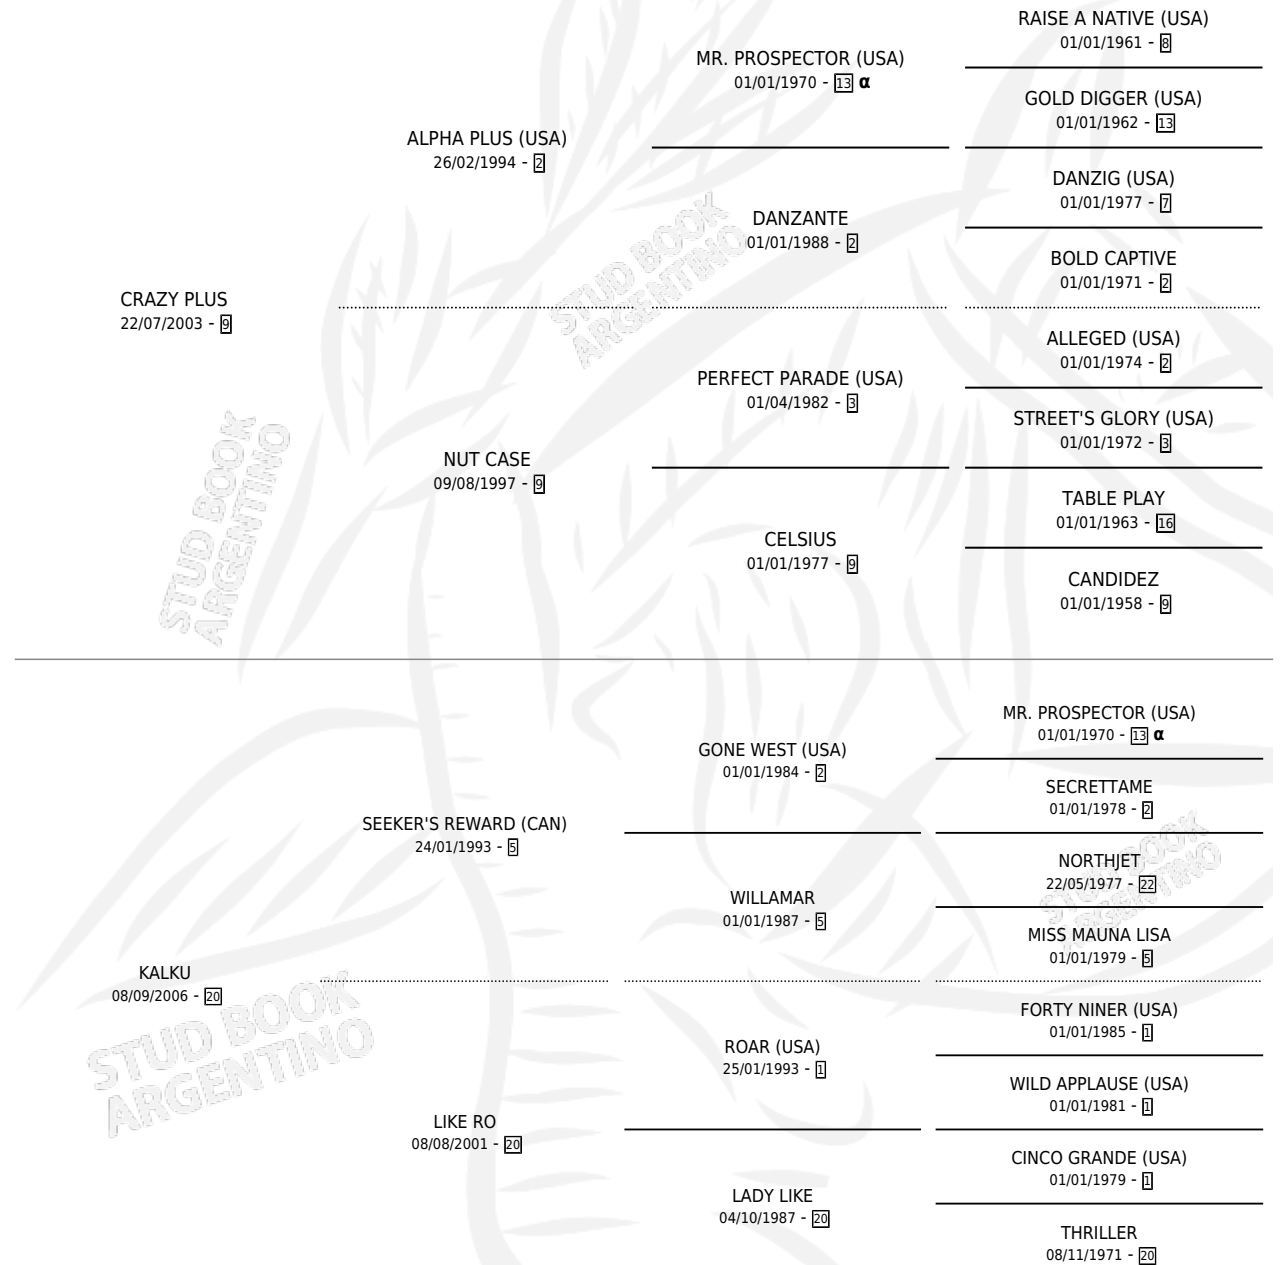 RAISE A NATIVE (USA)
01/01/1961 - 8
MR. PROSPECTOR (USA)
01/01/1970 - 13 α
GOLD DIGGER (USA)
01/01/1962 - 13
ALPHA PLUS (USA)
26/02/1994 - 2
DANZIG (USA)
01/01/1977 - 7
DANZANTE
01/01/1988 - 2
BOLD CAPTIVE
01/01/1971 - 2
STUD BOOK
ARGENTINO
CRAZY PLUS
22/07/2003 - 9
ALLEGED (USA)
01/01/1974 - 2
PERFECT PARADE (USA)
01/04/1982 - 3
STREET'S GLORY (USA)
01/01/1972 - 3
NUT CASE
09/08/1997 - 9
TABLE PLAY
01/01/1963 - 16
CELSIUS
01/01/1977 - 9
CANDIDEZ
01/01/1958 - 9
STUD BOOK
ARGENTINO
MR. PROSPECTOR (USA)
01/01/1970 - 13 α
GONE WEST (USA)
01/01/1984 - 2
SECRETTAME
01/01/1978 - 2
SEEKER'S REWARD (CAN)
24/01/1993 - 5
NORTHJET
22/05/1977 - 22
WILLAMAR
01/01/1987 - 5
MISS MAUNA LISA
01/01/1979 - 5
STUD BOOK
ARGENTINO
KALKU
08/09/2006 - 20
FORTY NINER (USA)
01/01/1985 - 1
ROAR (USA)
25/01/1993 - 1
WILD APPLAUSE (USA)
01/01/1981 - 1
STUD BOOK
ARGENTINO
LIKE RO
08/08/2001 - 20
CINCO GRANDE (USA)
01/01/1979 - 1
LADY LIKE
04/10/1987 - 20
THRILLER
08/11/1971 - 20